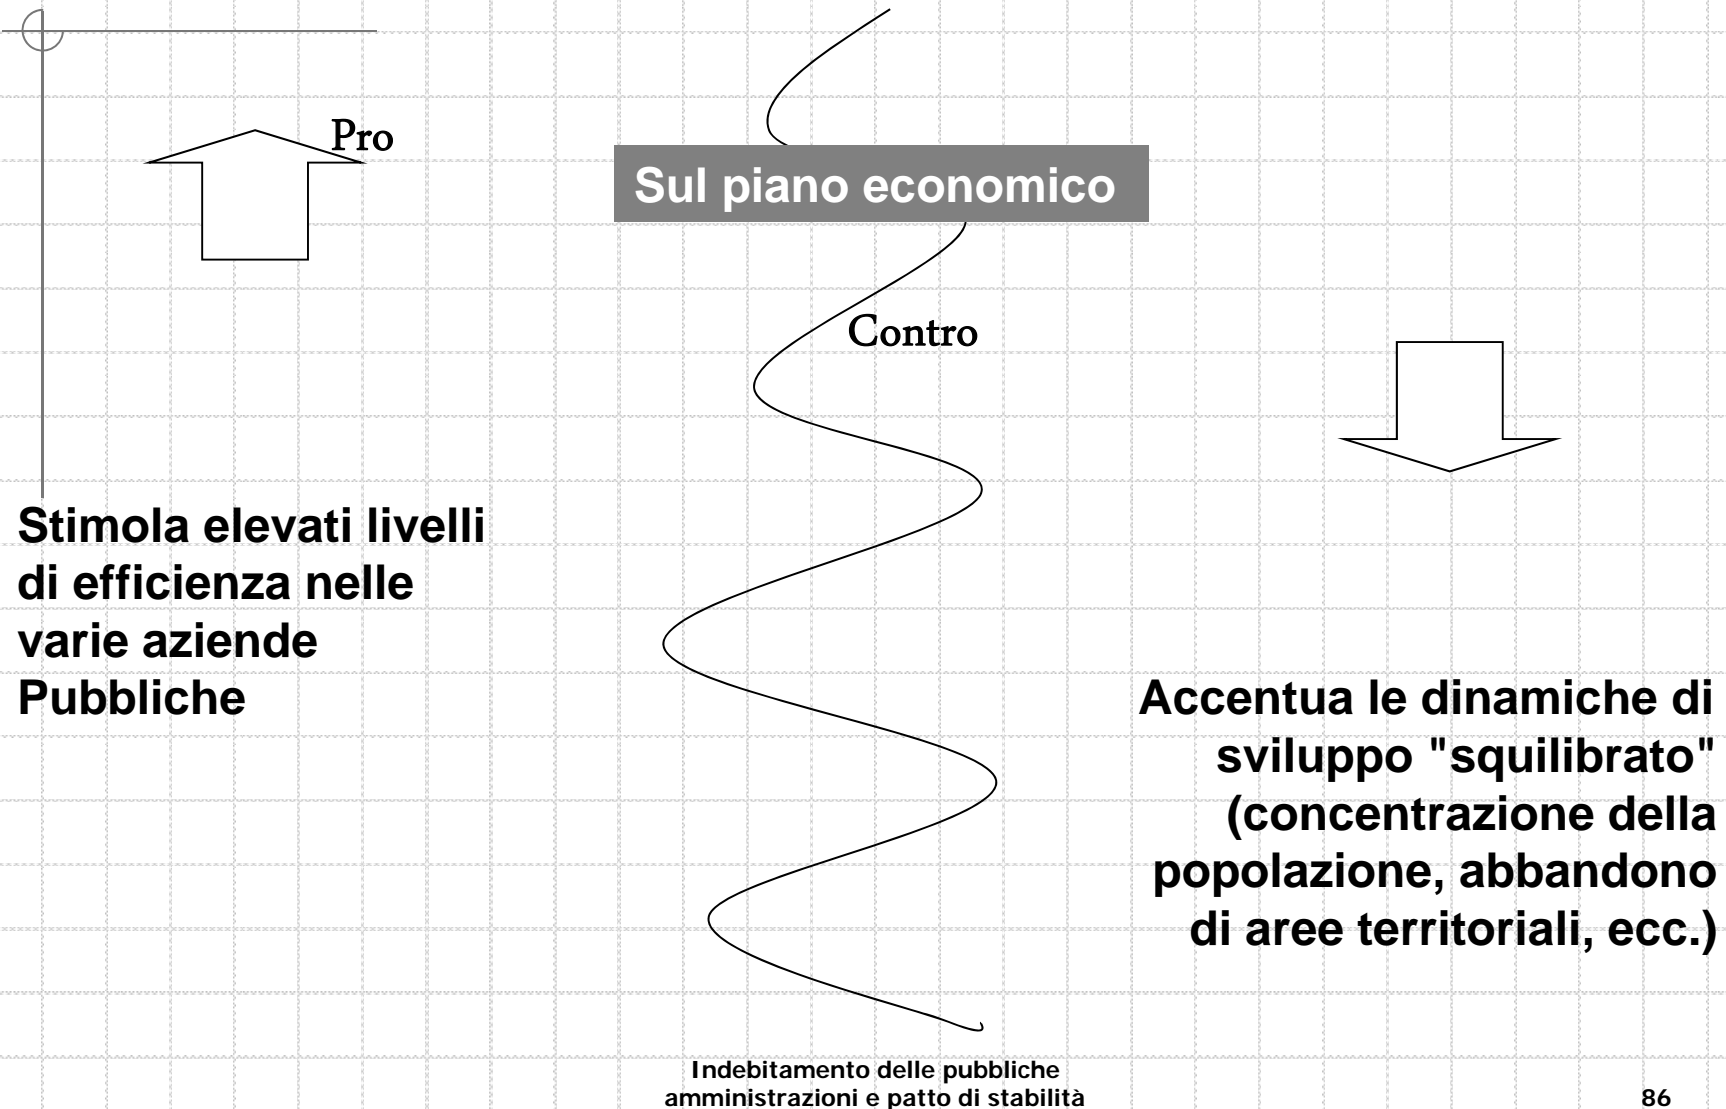 Pro
Sul piano economico
Contro
Stimola elevati livelli
di efficienza nelle
varie aziende
Pubbliche
Accentua le dinamiche di
sviluppo "squilibrato"
(concentrazione della
popolazione, abbandono
di aree territoriali, ecc.)
Indebitamento delle pubbliche
amministrazioni e patto di stabilità
86